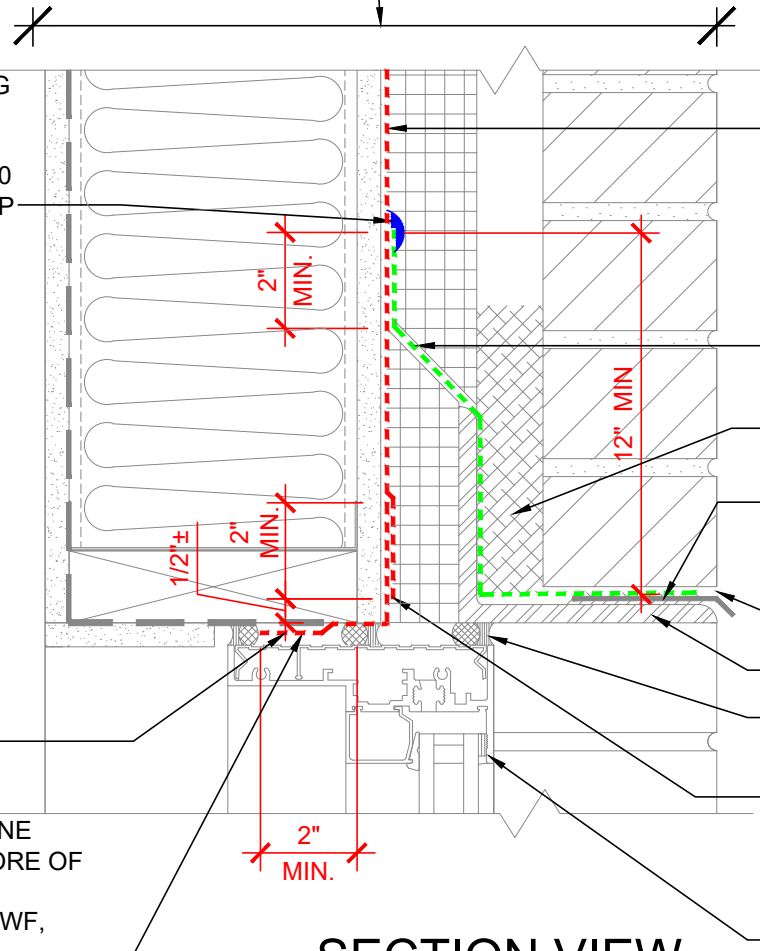 G
0
P
2"
MIN.
12" MIN
2"
MIN.
1/2"±
NE
ORE OF
WF,
2"
MIN.
SECTION VIEW